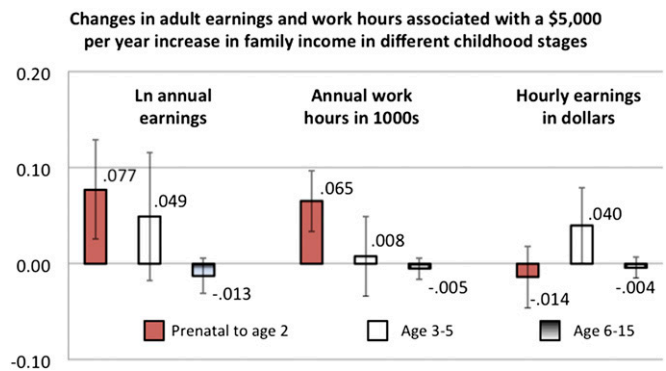 Changes in adult earnings and work hours associated with a $5,000
per year increase in family income in different childhood stages
0.20
Ln annual
earnings
Annual work
hours in 1000s
Hourly earnings
in dollars
0.10
.077
.049
-.013
.065
.008
-.005
-.014
.040
-.004
0.00
Prenatal to age 2
Age 3-5
Age 6-15
-0.10